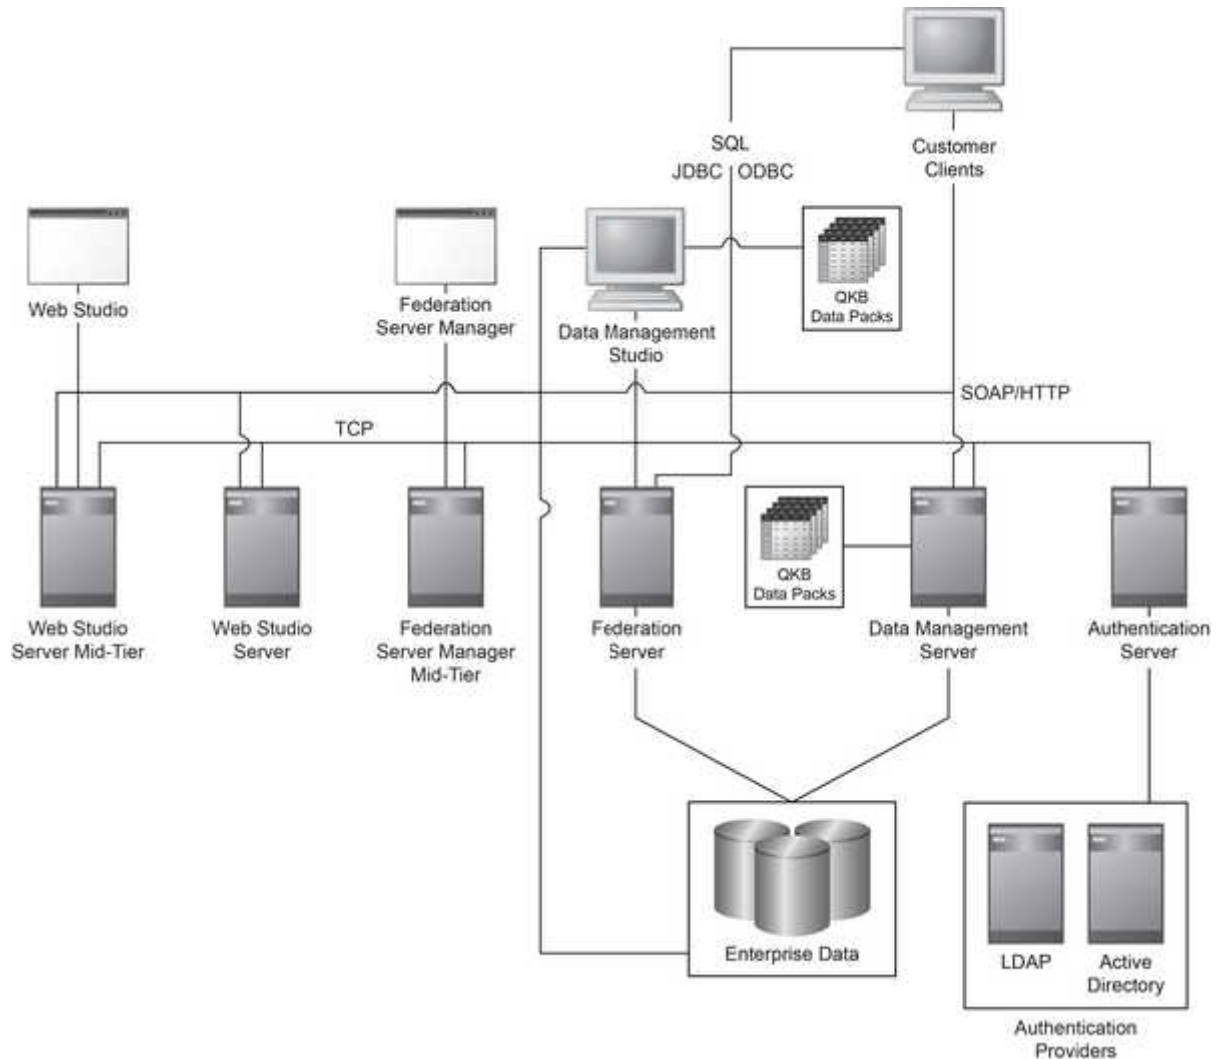 SQL
JDBC ODBC
Customer
Clients
Web Studio
Federation
Server Manager
Data Management
Studio
QKB
Data Packs
SOAP/HTTP
TCP
QKB
Data Packs
Web Studio
Server Mid-Tier
Web Studio
Server
Federation
Server Manager
Mid-Tier
Federation
Server
Data Management
Server
Authentication
Server
Enterprise Data
LDAP
Active
Directory
Authentication
Providers